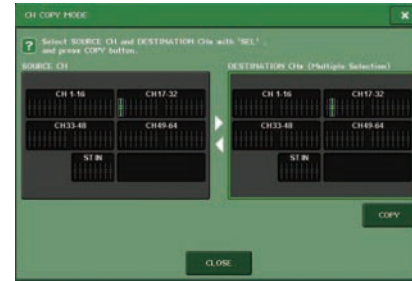 CH COPY MODE
?
Select SOURCE CH and DESTINATION CHs with "SEL" ,
and press COPY button.
SOURCE CH
DESTINATION CHs (Multiple Selection)
CH 1-16 CH17-32
CH33-48 CH49-64
ST IN
CH 1-16 CH17-32
CH33-48 CH49-64
ST IN
COPY
CLOSE